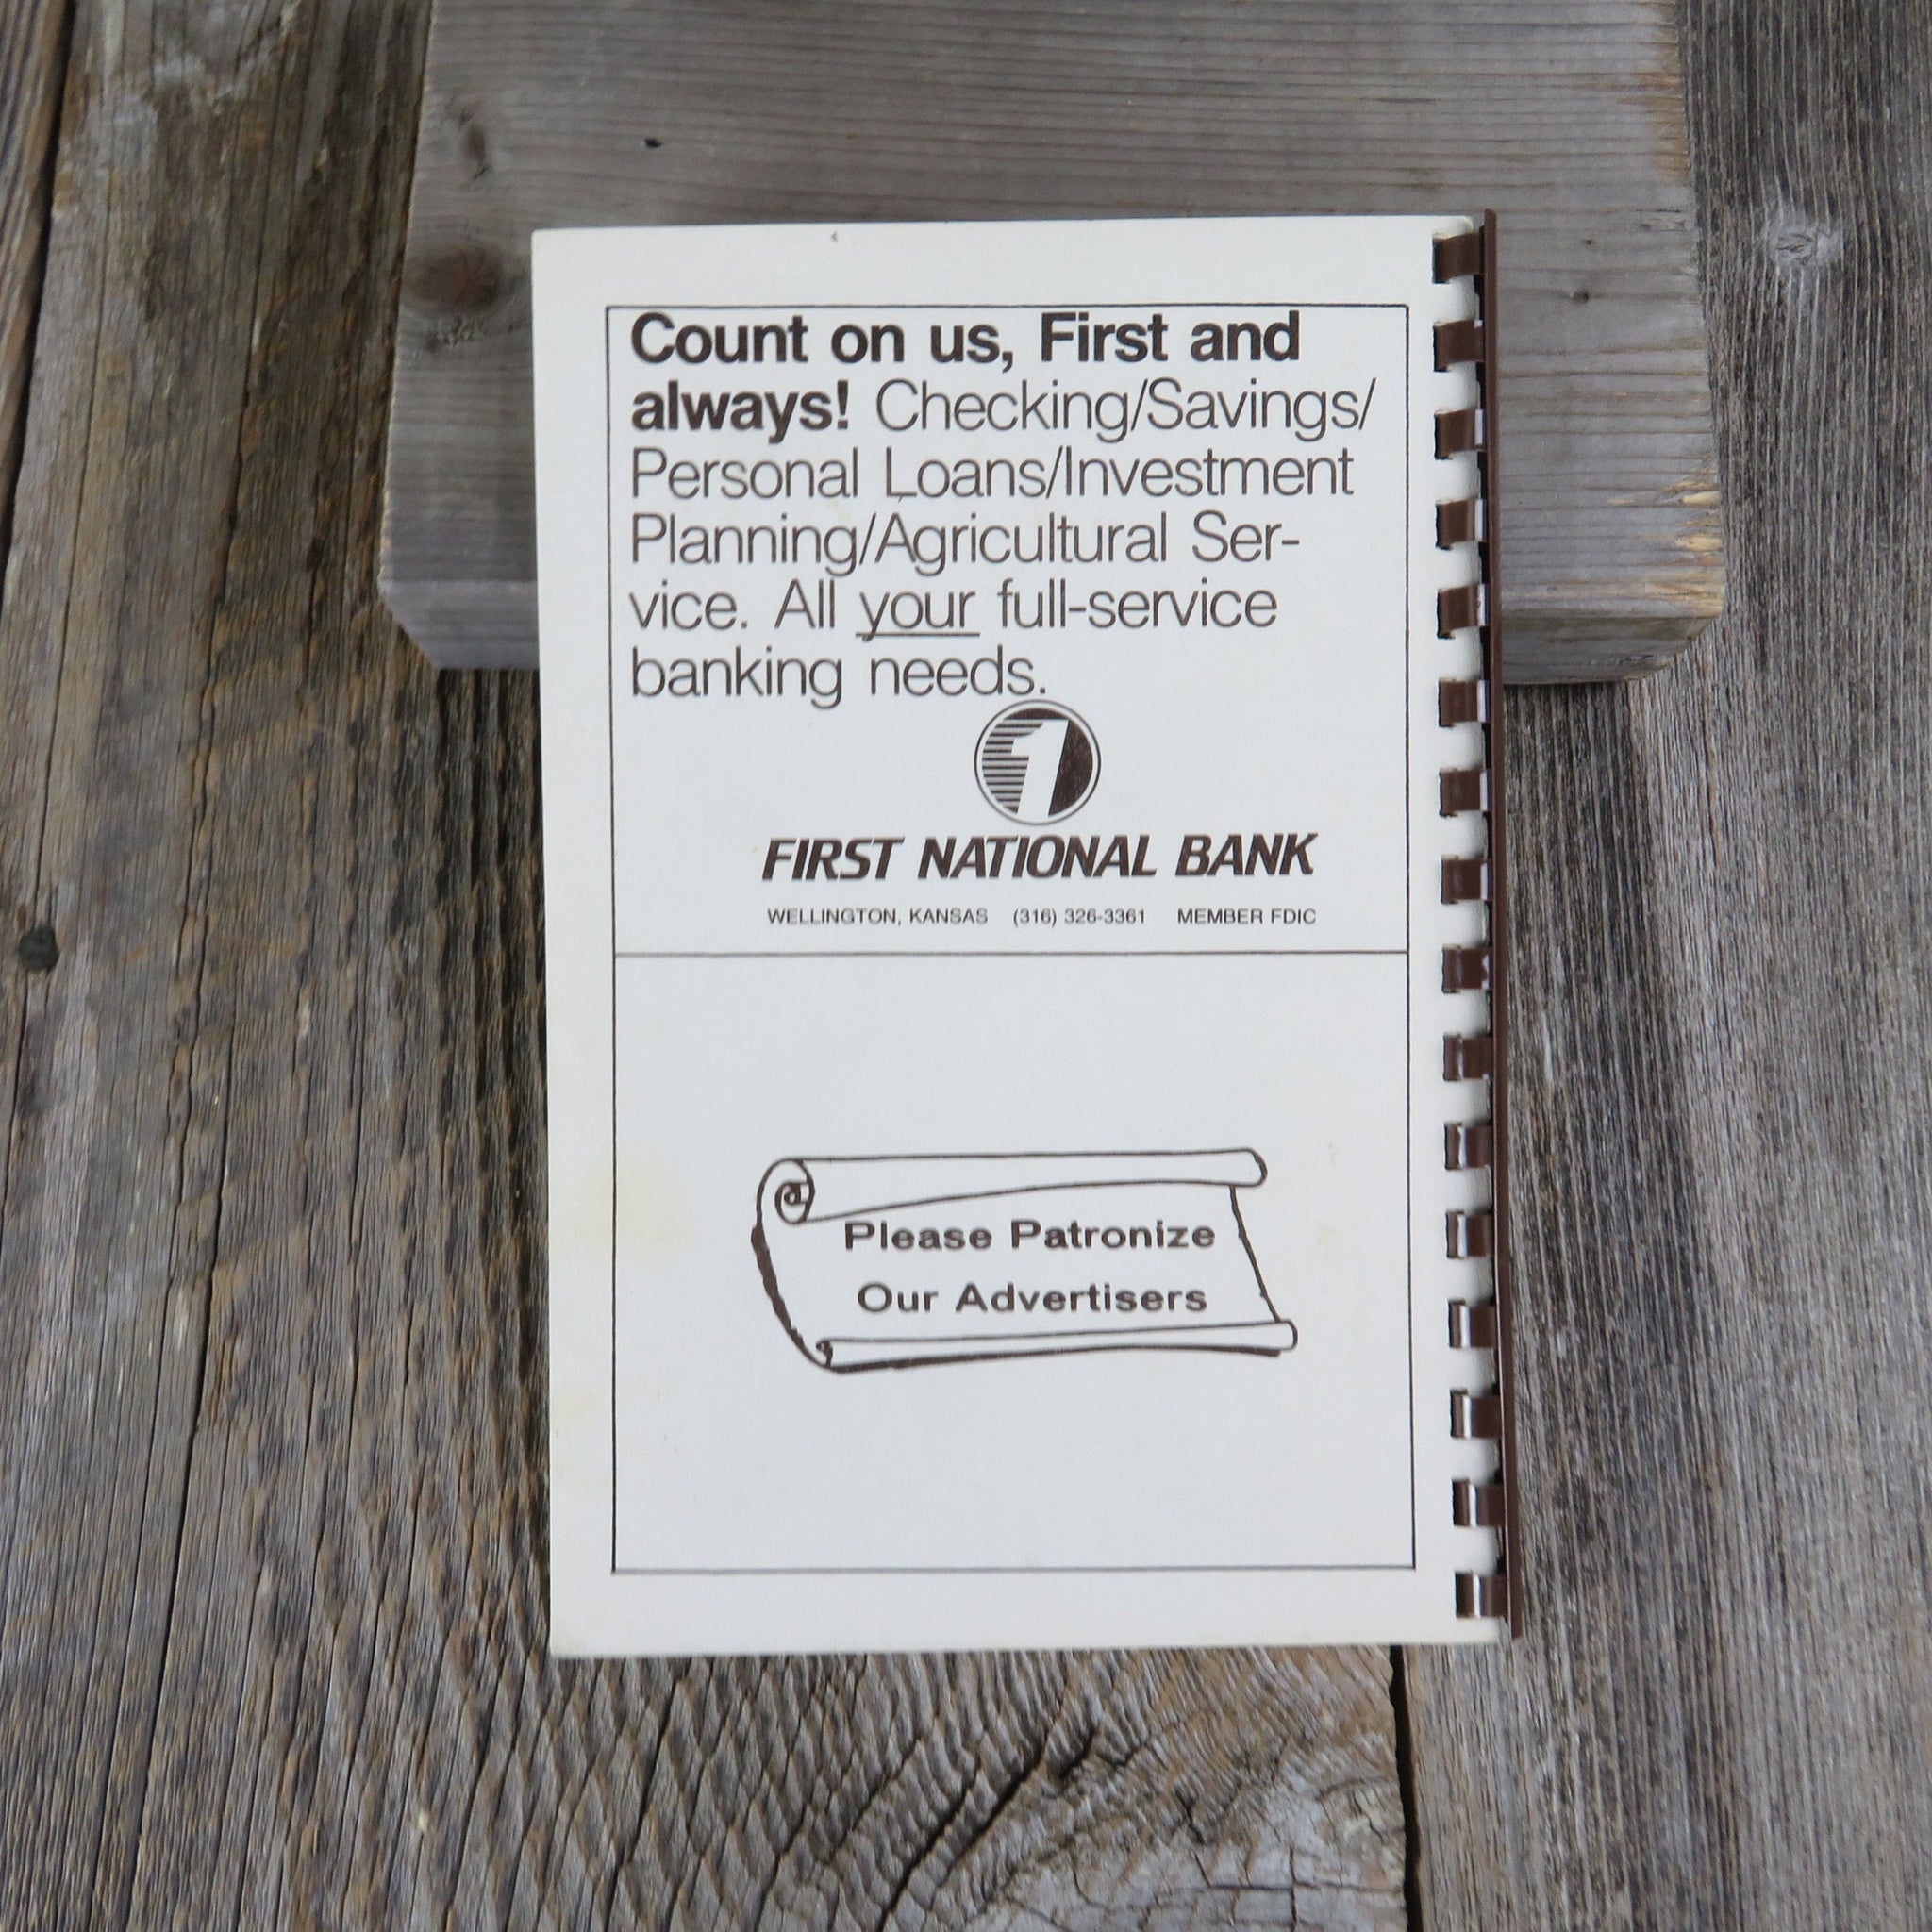 Count on us, First and
always! Checking/Savings/
Personal Loans/Investment
Planning/Agricultural Ser-
vice. All your full-service
banking needs.
1
FIRST NATIONAL BANK
WELLINGTON, KANSAS (316) 326-3361 MEMBER FDIC
Please Patronize
Our Advertisers